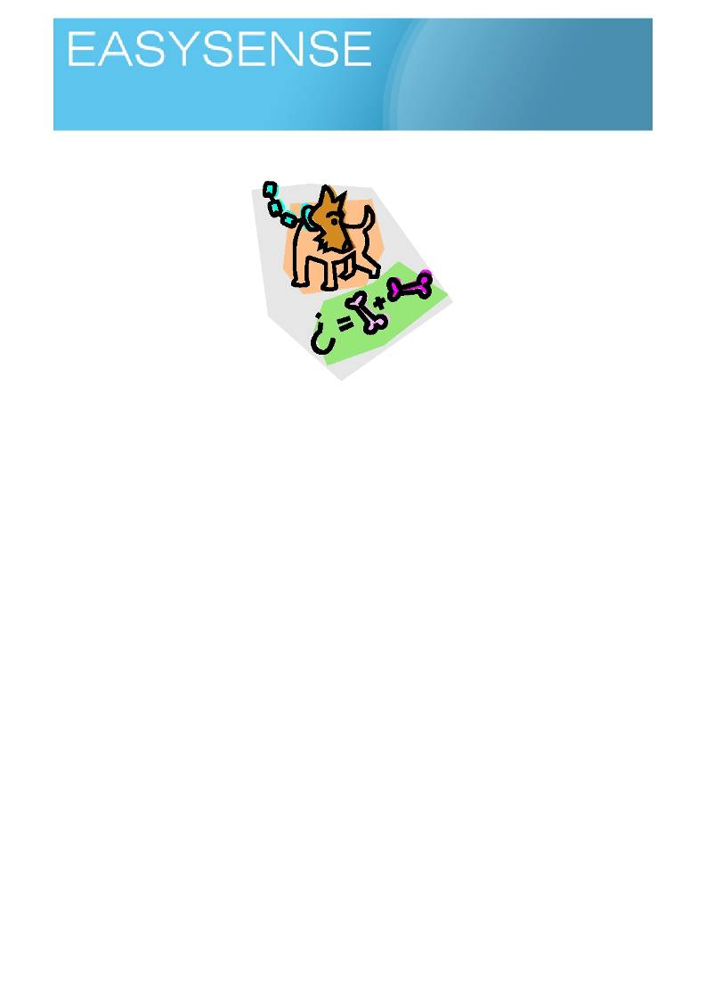 EASYSENSE
? = +